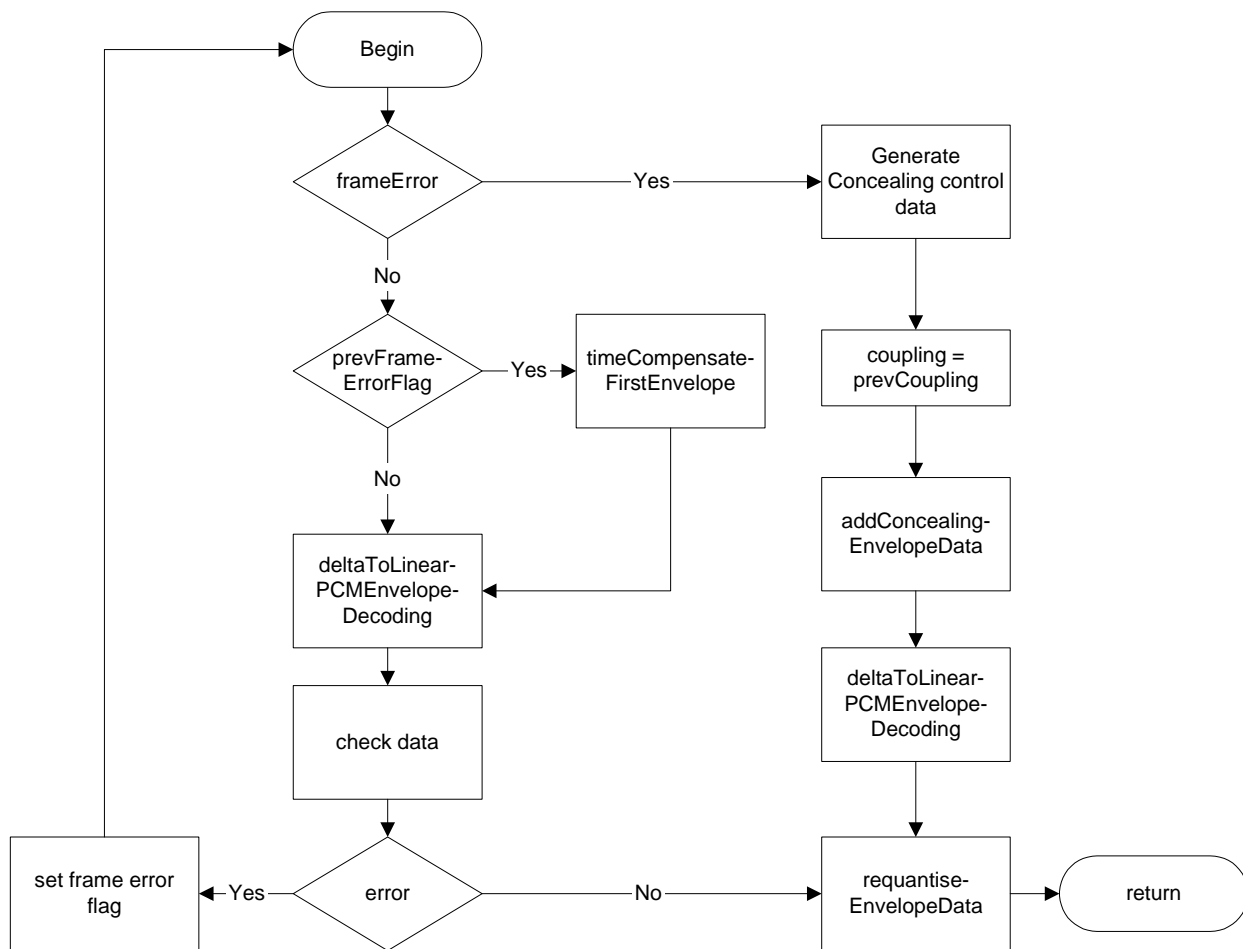 Begin
frameError
Yes
Generate
Concealing control
data
No
prevFrame-
ErrorFlag
Yes
timeCompensate-
FirstEnvelope
coupling =
prevCoupling
No
deltaToLinear-
PCMEnvelope-
Decoding
addConcealing-
EnvelopeData
check data
deltaToLinear-
PCMEnvelope-
Decoding
set frame error
flag
Yes
error
No
requantise-
EnvelopeData
return